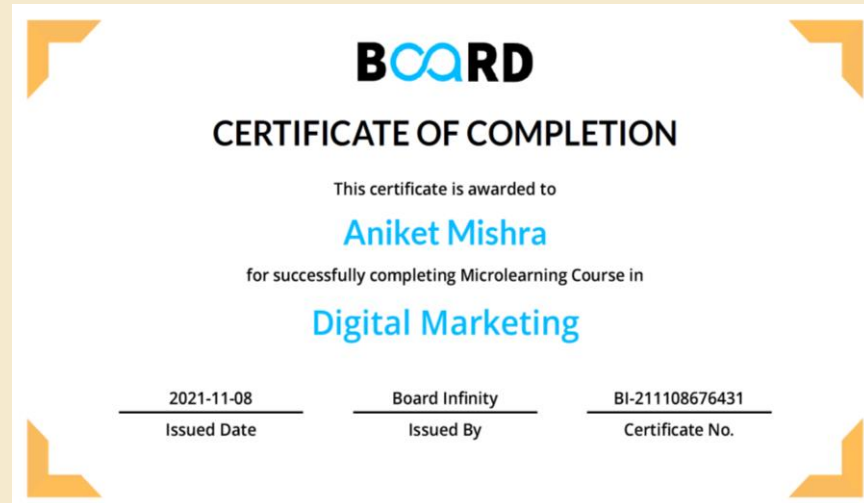 BOARD
CERTIFICATE OF COMPLETION
This certificate is awarded to
Aniket Mishra
for successfully completing Microlearning Course in
Digital Marketing
2021-11-08 Board Infinity BI-211108676431
Issued Date Issued By Certificate No.